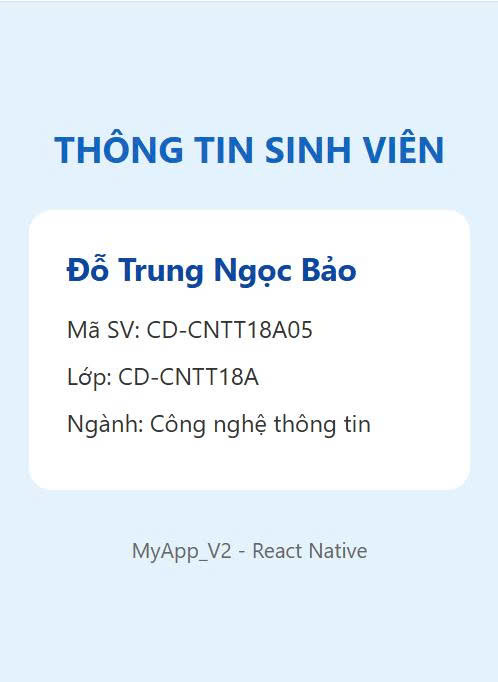 THÔNG TIN SINH VIÊN
Đỗ Trung Ngọc Bảo
Mã SV: CD-CNTT18A05
Lớp: CD-CNTT18A
Ngành: Công nghệ thông tin
MyApp_V2 - React Native